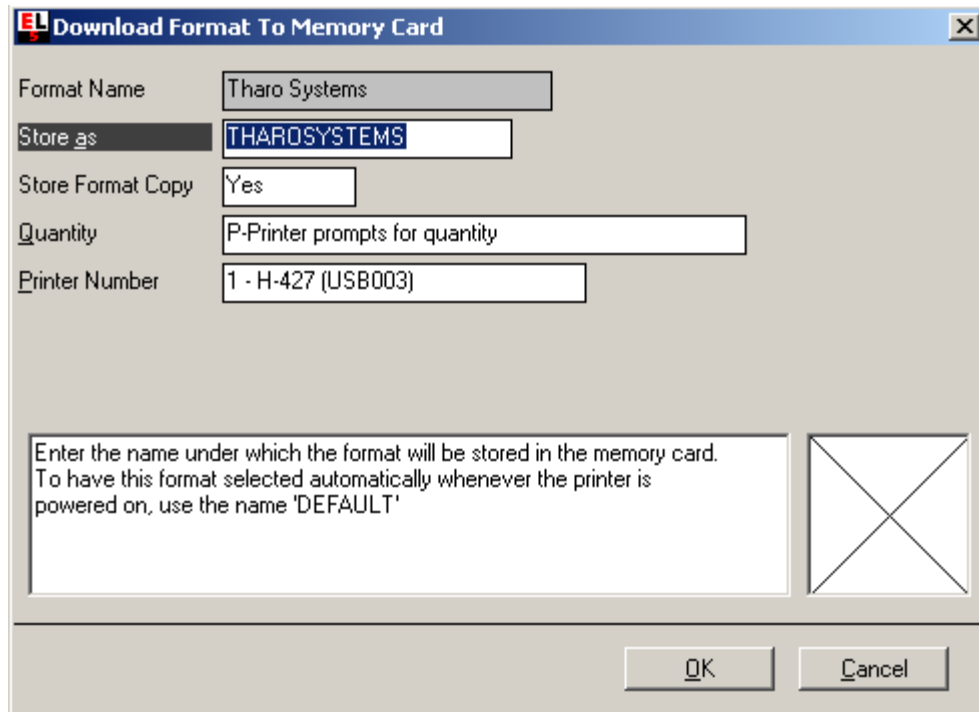 EL
S Download Format To Memory Card
Format Name Tharo Systems
Store as THAROSYSTEMS
Store Format Copy Yes
Quantity P-Printer prompts for quantity
Printer Number 1 - H-427 (USB003)
Enter the name under which the format will be stored in the memory card.
To have this format selected automatically whenever the printer is
powered on, use the name 'DEFAULT'
OK Cancel